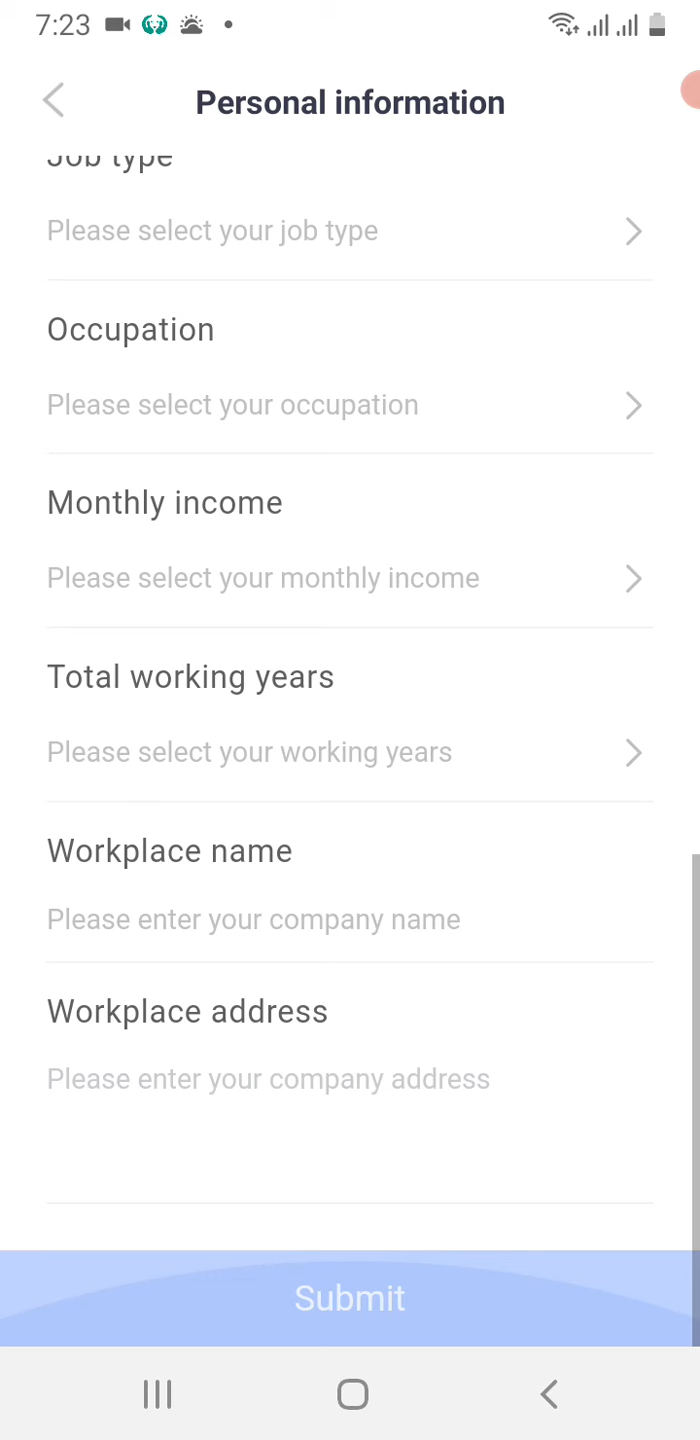 7:23
Personal information
Job type
Please select your job type
Occupation
Please select your occupation
Monthly income
Please select your monthly income
Total working years
Please select your working years
Workplace name
Please enter your company name
Workplace address
Please enter your company address
Submit